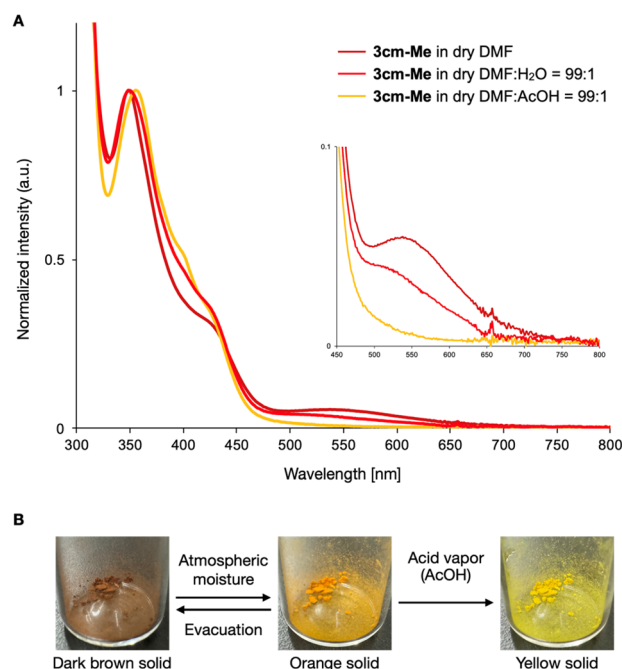 A
3cm-Me in dry DMF
3cm-Me in dry DMF:H₂O = 99:1
3cm-Me in dry DMF:AcOH = 99:1
Normalized intensity (a.u.)
1
0.5
0
300 350 400 450 500 550 600 650 700 750 800
Wavelength [nm]
0.1
0
450 500 550 600 650 700 750 800
B
Atmospheric
moisture
Evacuation
Acid vapor
(AcOH)
Dark brown solid
Orange solid
Yellow solid